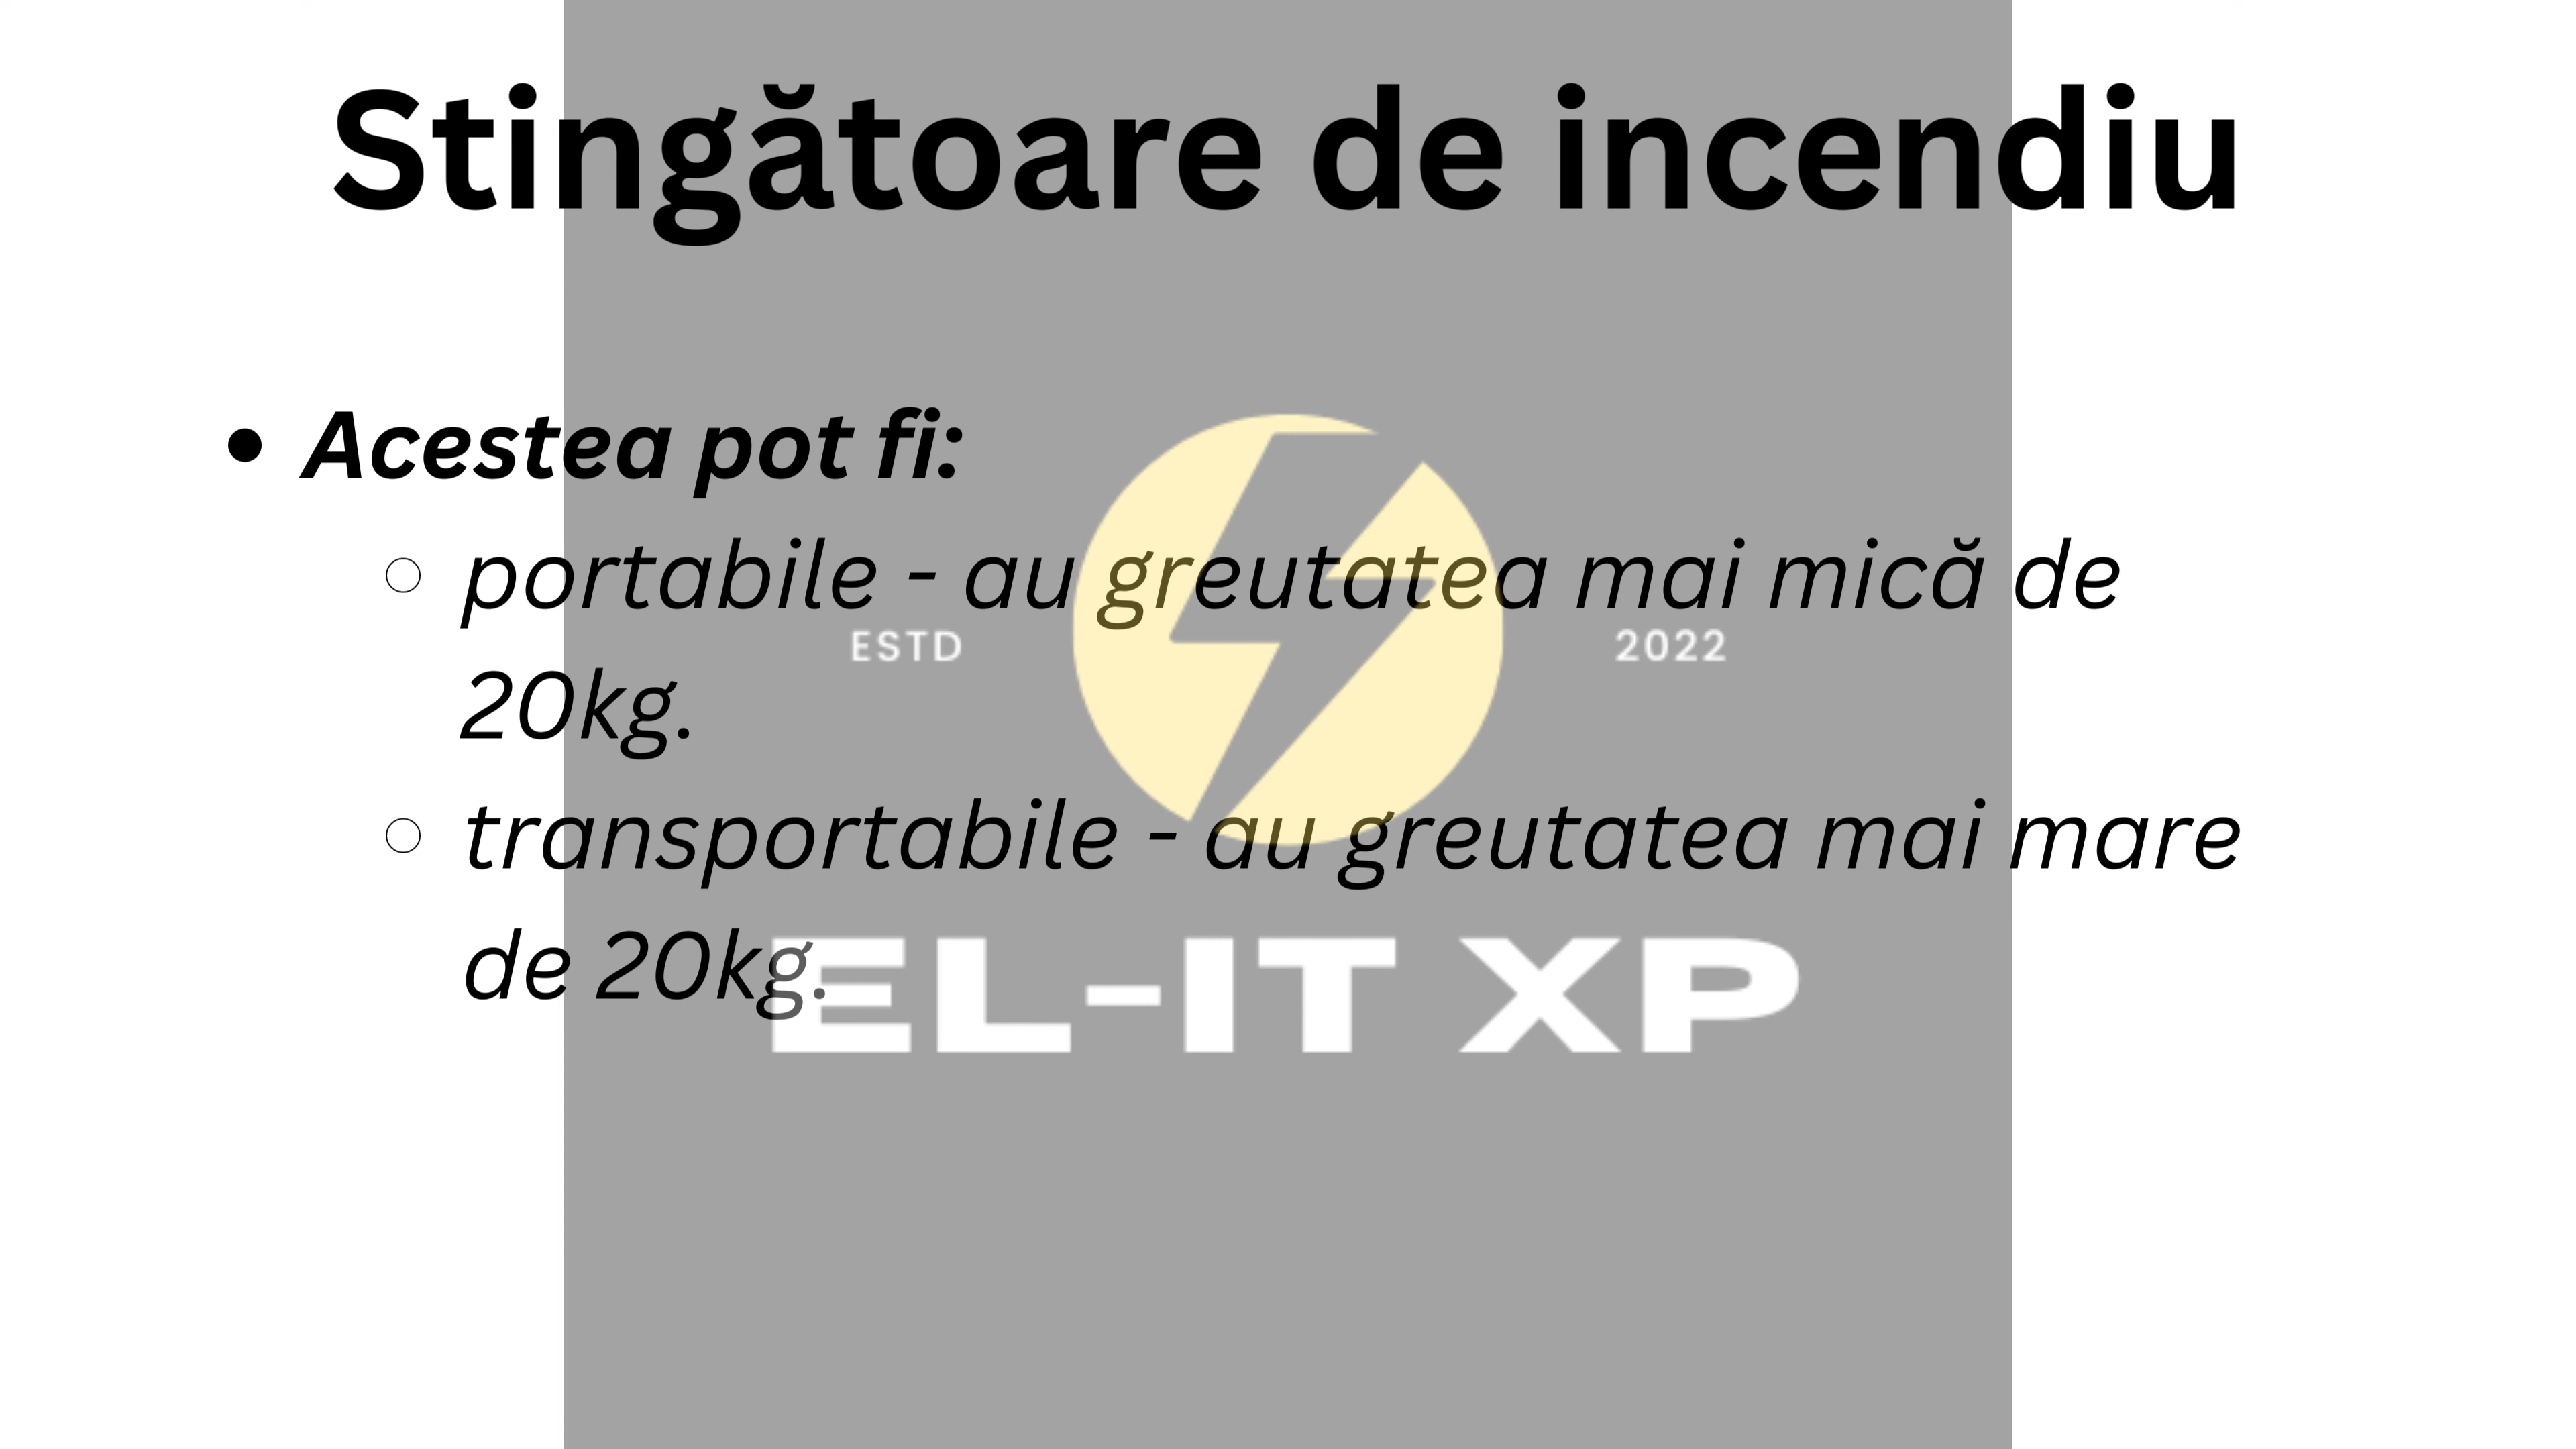 Stingătoare de incendiu
• Acestea pot fi:
○ portabile - au greutatea mai mică de
20kg.
ESTD 2022
○ transportabile - au greutatea mai mare
de 20kg.
EL-IT XP